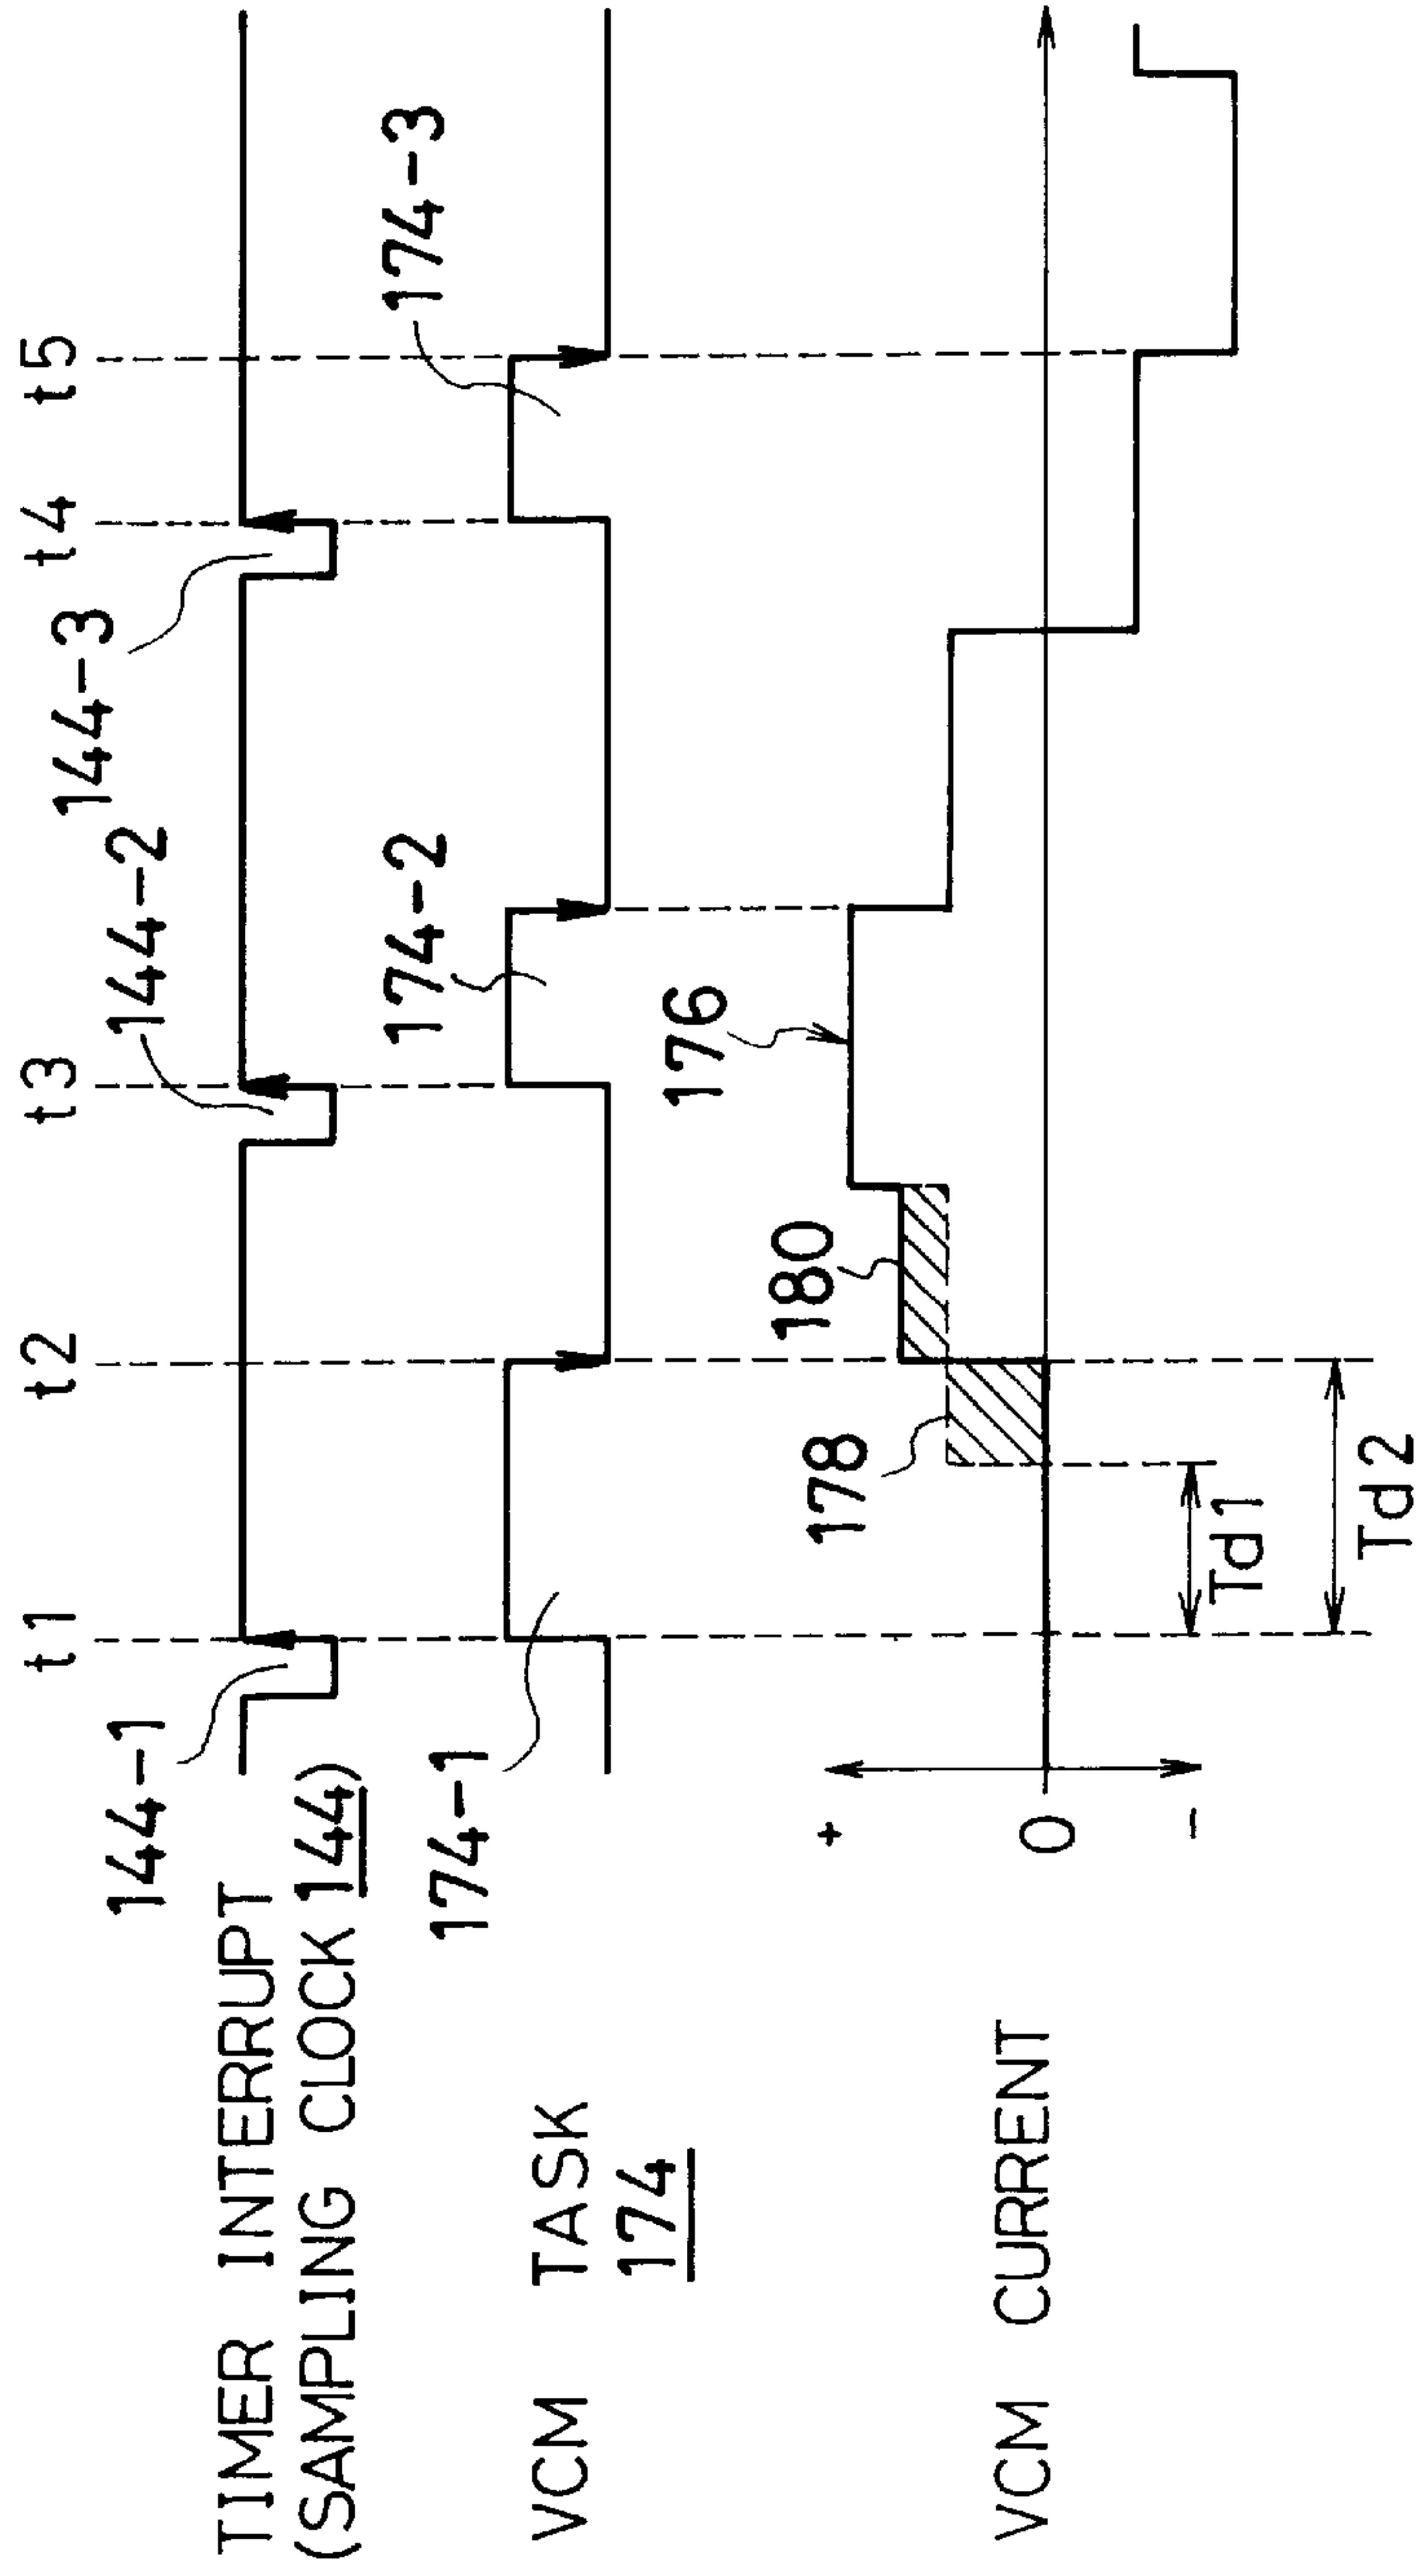 t1 t2 t3 t4 t5
144-1 144-2 144-3
TIMER INTERRUPT
(SAMPLING CLOCK 144)
174-1 174-2 174-3
VCM TASK
174
176
178 180
+
VCM CURRENT 0
-
Td1
Td2